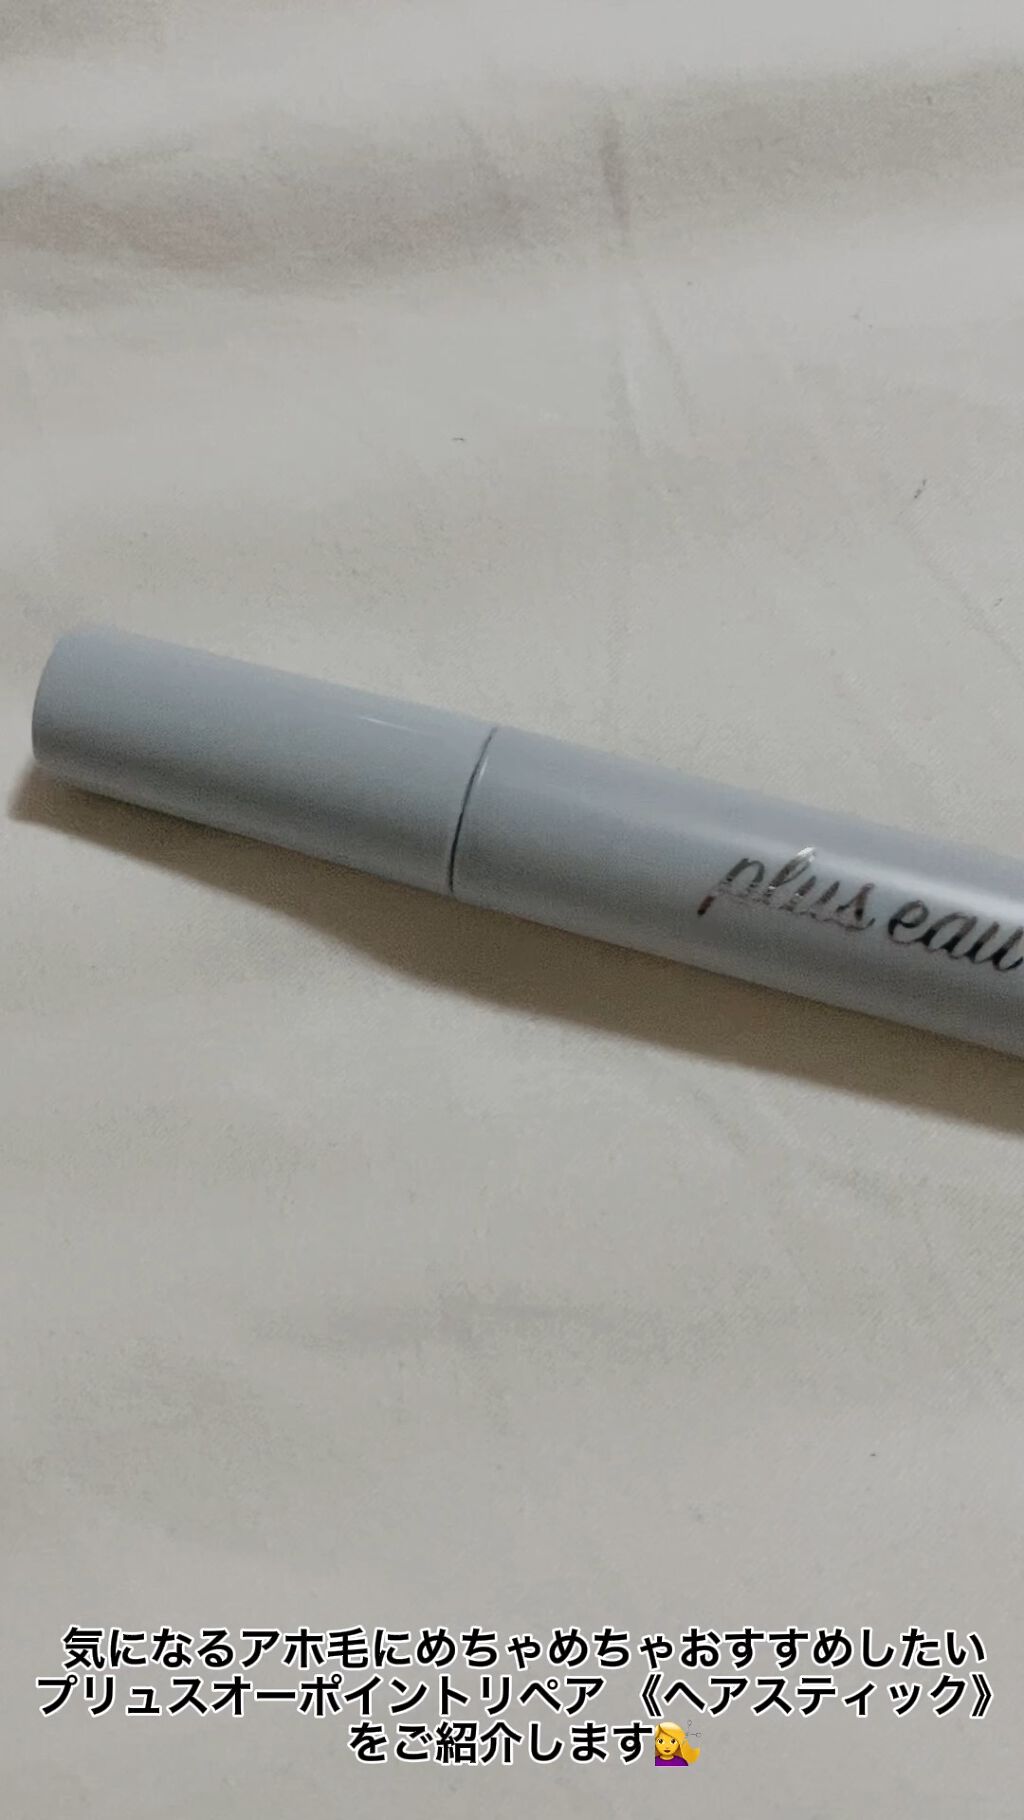 plus eau
気になるアホ毛にめちゃめちゃおすすめしたい
プリュスオーポイントリペア 《ヘアスティック》
をご紹介します💇‍♀️